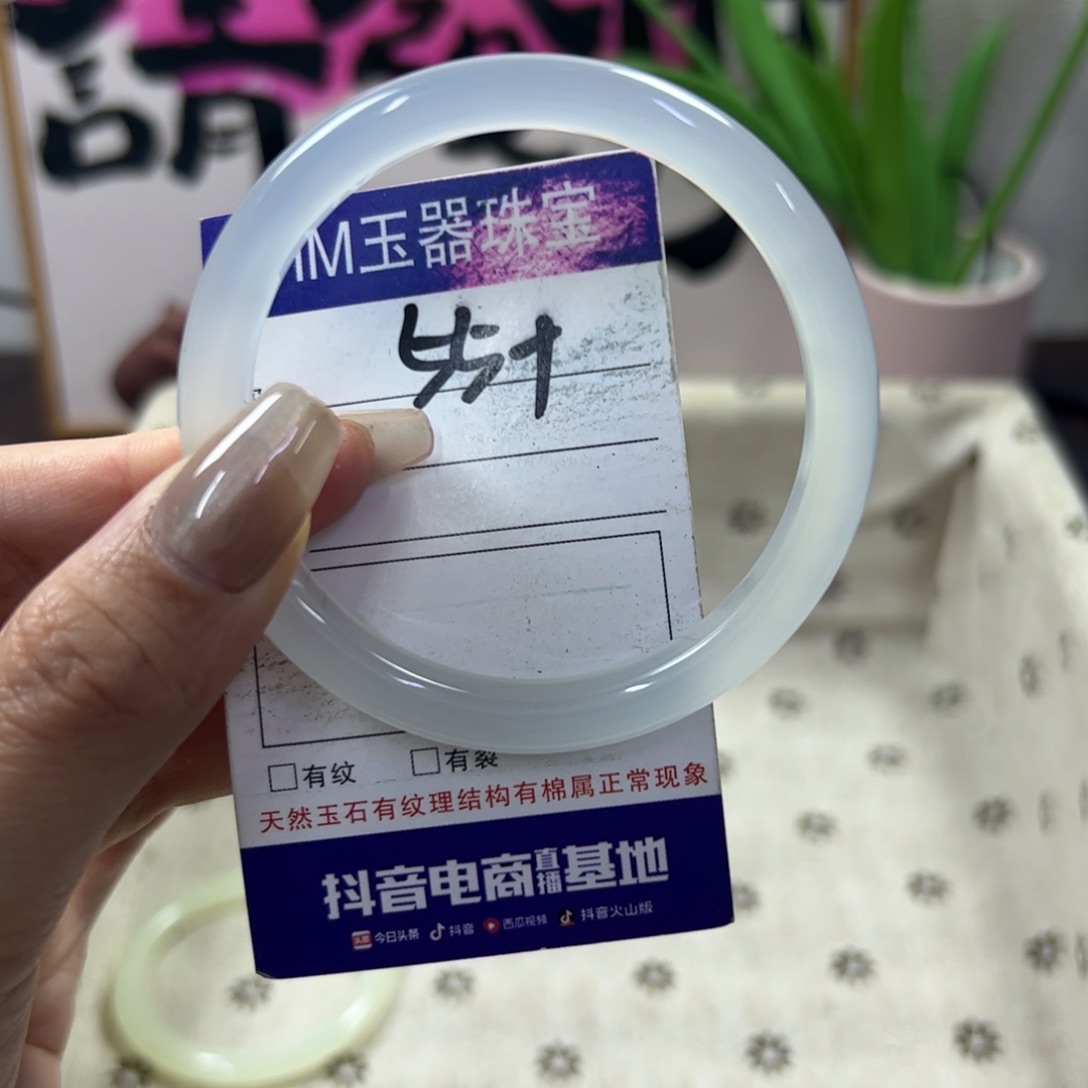 請
M玉器珠宝
有纹 有裂
天然玉石有纹理结构有棉属正常现象
抖音电商直播基地
今日头条 抖音 西瓜视频 抖音火山版